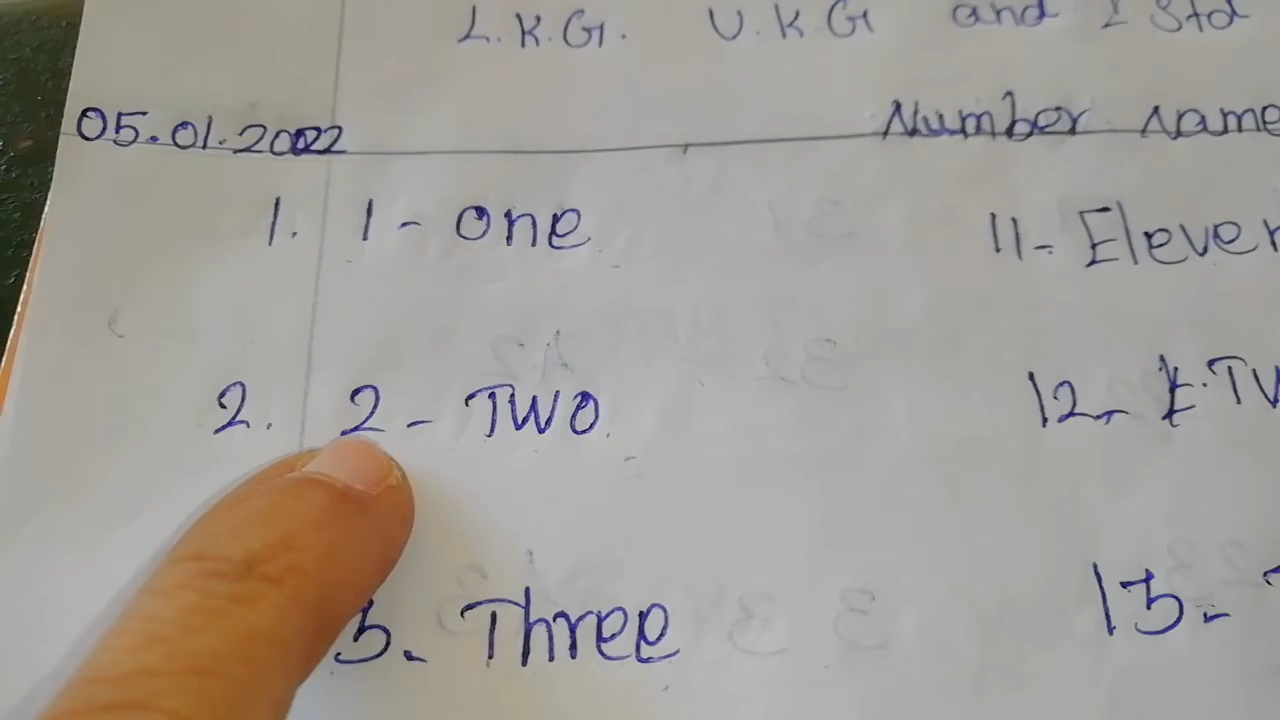 L.K.G. U.K.G and I Std
05.01.2022 Number Name
1. 1 - One 11- Eleven
2. 2 - Two 12-
3. Three 13-